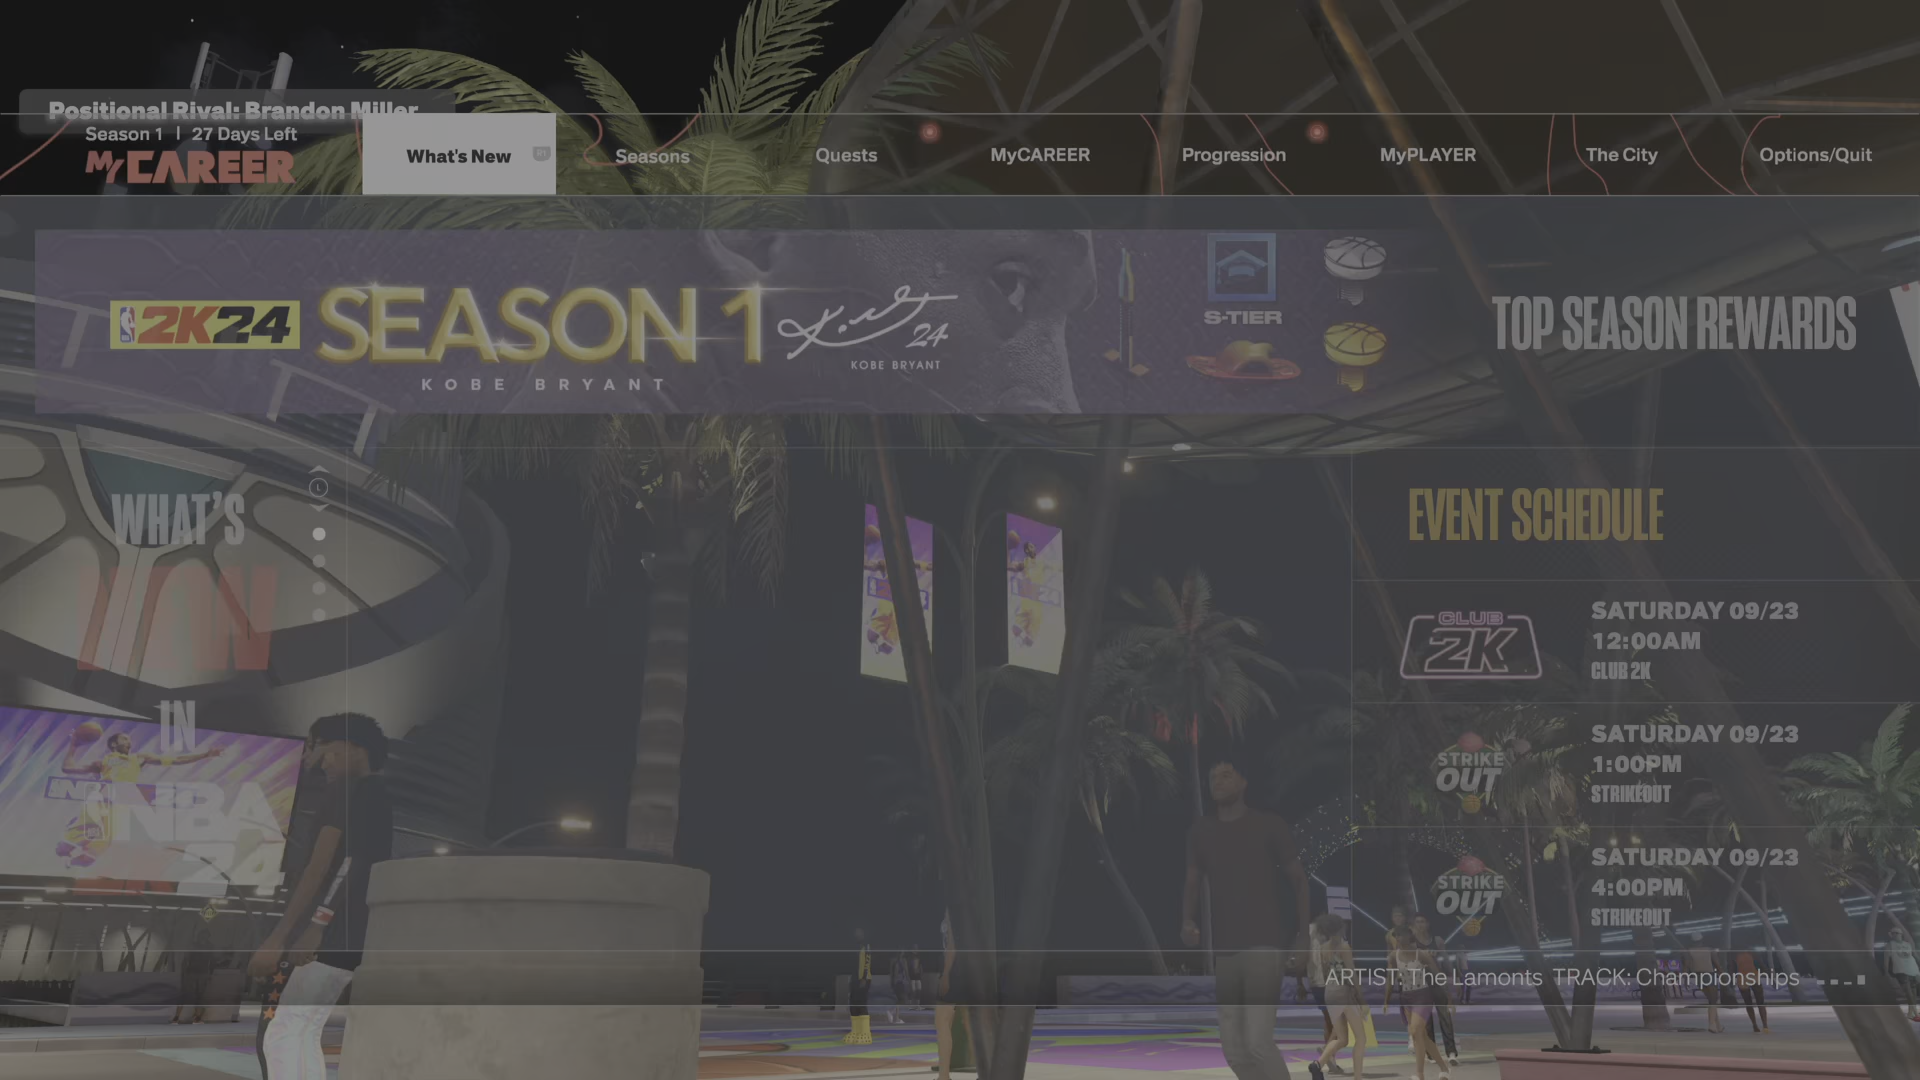 Positional Rival: Brandon Miller
Season 1 | 27 Days Left
MyCAREER
What's New
Seasons
Quests
MyCAREER
Progression
MyPLAYER
The City
Options/Quit
2K24
SEASON 1
KOBE BRYANT
24
KOBE BRYANT
S-TIER
TOP SEASON REWARDS
WHAT'S
IN
NBA
EVENT SCHEDULE
CLUB
2K
SATURDAY 09/23
12:00AM
CLUB 2K
STRIKE
OUT
SATURDAY 09/23
1:00PM
STRIKEOUT
STRIKE
OUT
SATURDAY 09/23
4:00PM
STRIKEOUT
ARTIST: The Lamonts TRACK: Championships